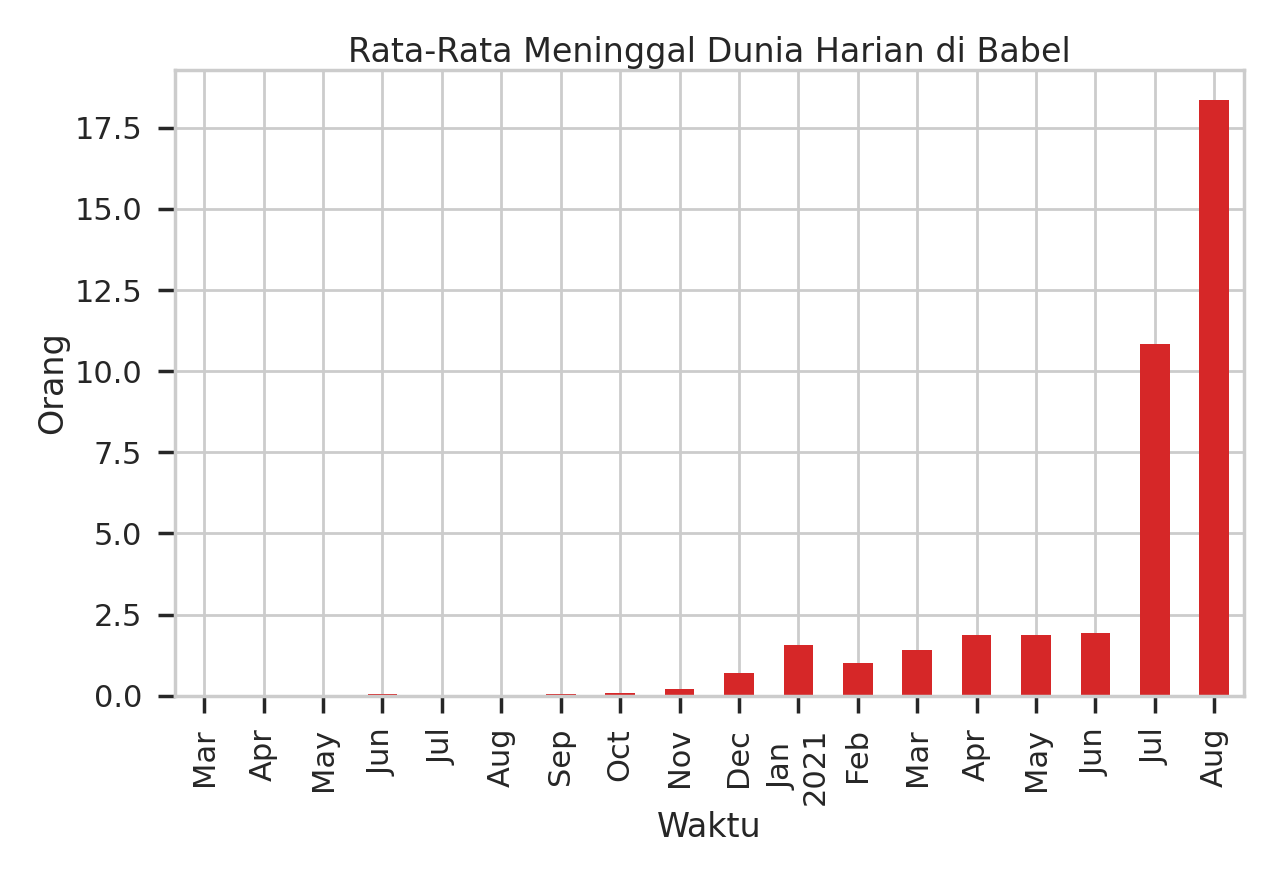 Rata-Rata Meninggal Dunia Harian di Babel
17.5
15.0
12.5
10.0
7.5
5.0
2.5
0.0
Orang
Mar
Apr
May
Jun
Jul
Aug
Sep
Oct
Nov
Dec
Jan
2021
Feb
Mar
Apr
May
Jun
Jul
Aug
Waktu